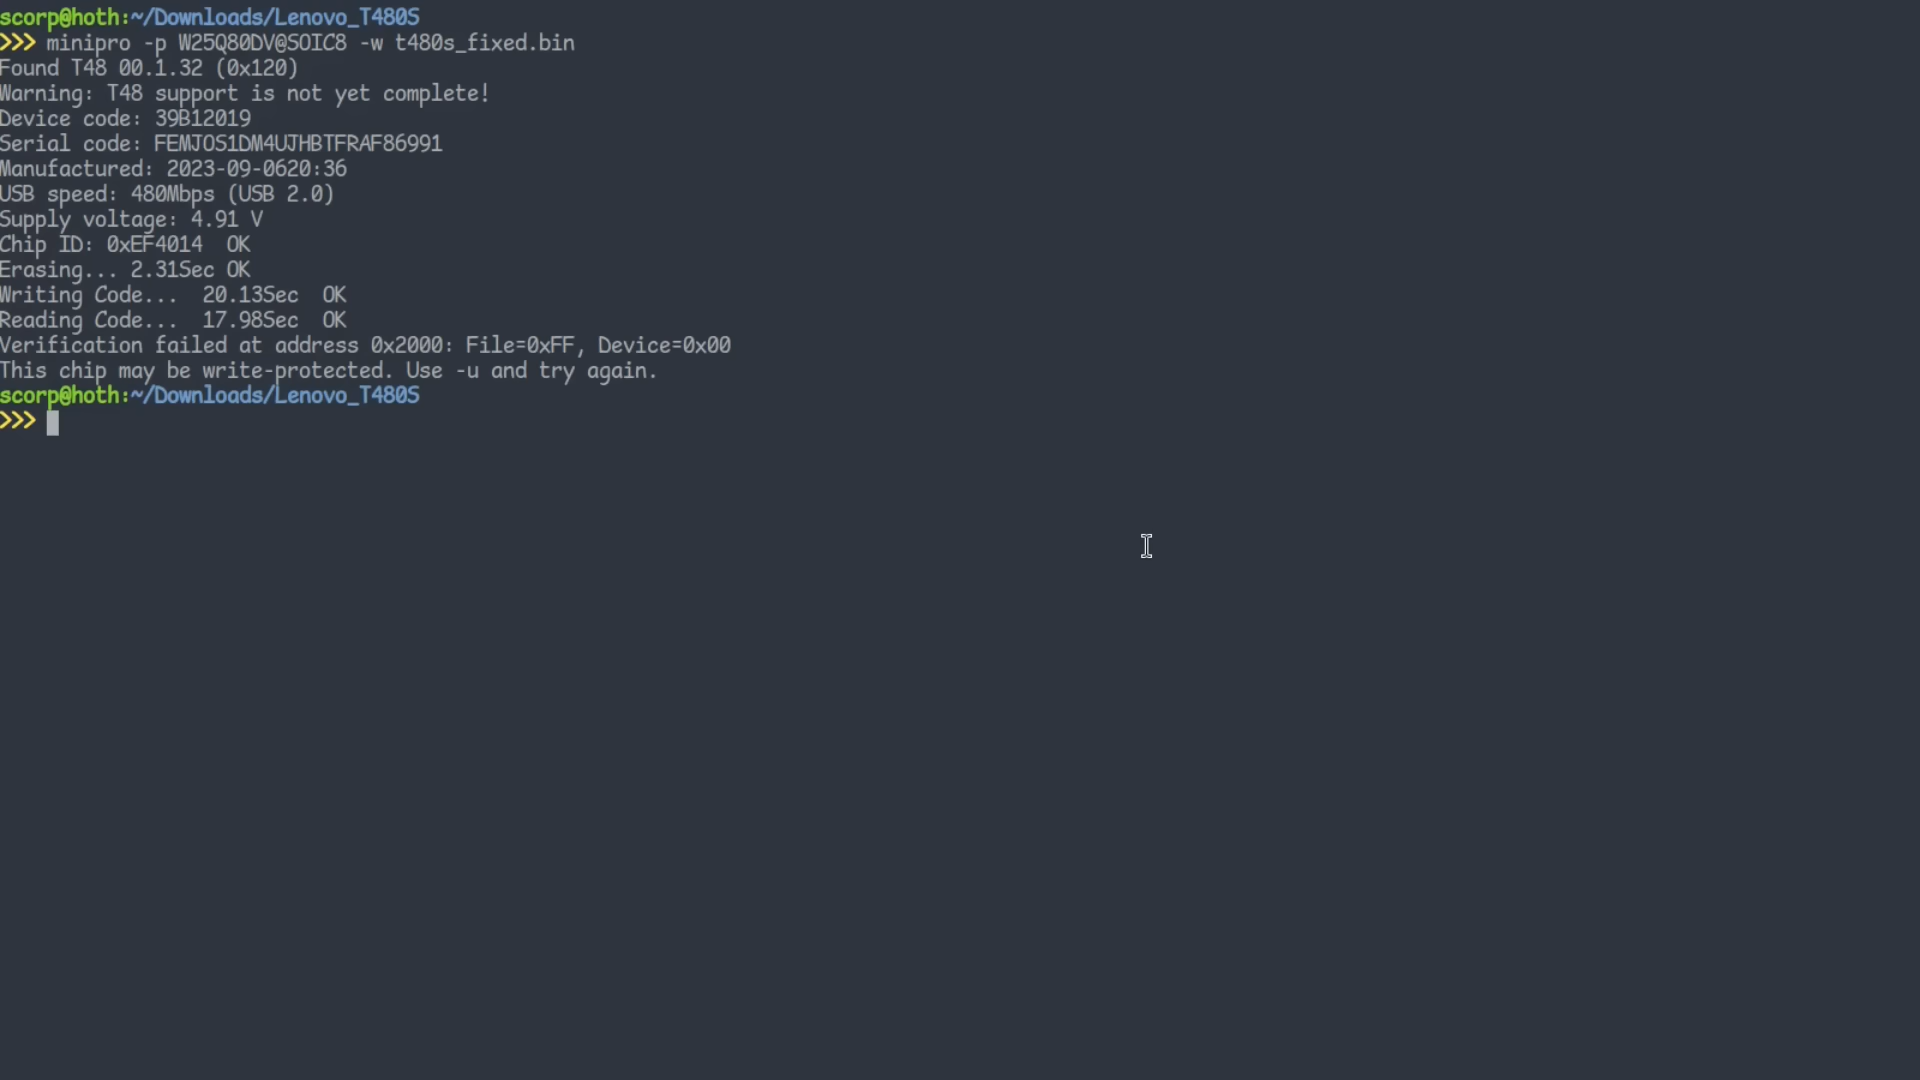 scorp@hoth:~/Downloads/Lenovo_T480S
>>> minipro -p W25Q80DV@SOIC8 -w t480s_fixed.bin
Found T48 00.1.32 (0x120)
Warning: T48 support is not yet complete!
Device code: 39B12019
Serial code: FEMJOS1DM4UJHBTFRAF86991
Manufactured: 2023-09-0620:36
USB speed: 480Mbps (USB 2.0)
Supply voltage: 4.91 V
Chip ID: 0xEF4014  OK
Erasing... 2.31Sec OK
Writing Code...  20.13Sec  OK
Reading Code...  17.98Sec  OK
Verification failed at address 0x2000: File=0xFF, Device=0x00
This chip may be write-protected. Use -u and try again.
scorp@hoth:~/Downloads/Lenovo_T480S
>>>